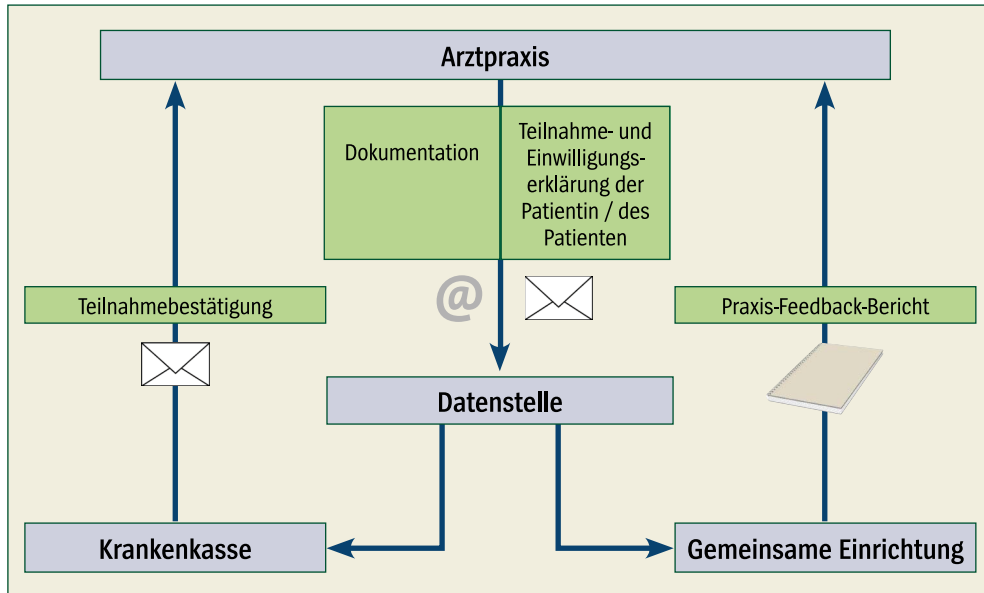 Arztpraxis
Dokumentation
Teilnahme- und
Einwilligungs-
erklärung der
Patientin / des
Patienten
@
Teilnahmebestätigung
Praxis-Feedback-Bericht
Datenstelle
Krankenkasse
Gemeinsame Einrichtung